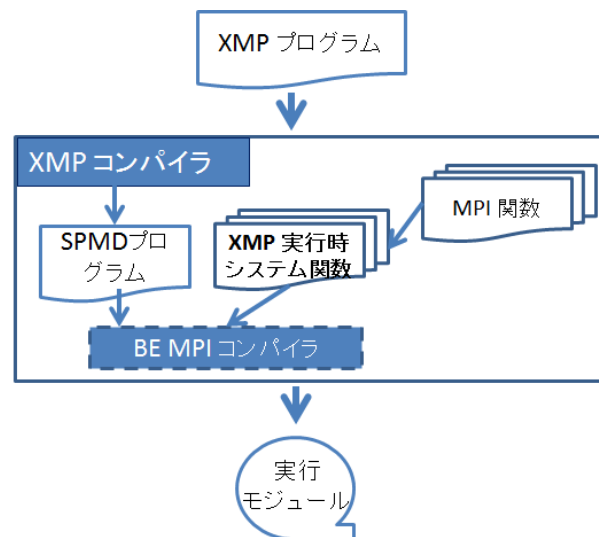 XMP プログラム
XMP コンパイラ
MPI 関数
SPMDプロ
グラム
XMP 実行時
システム関数
BE MPI コンパイラ
実行
モジュール